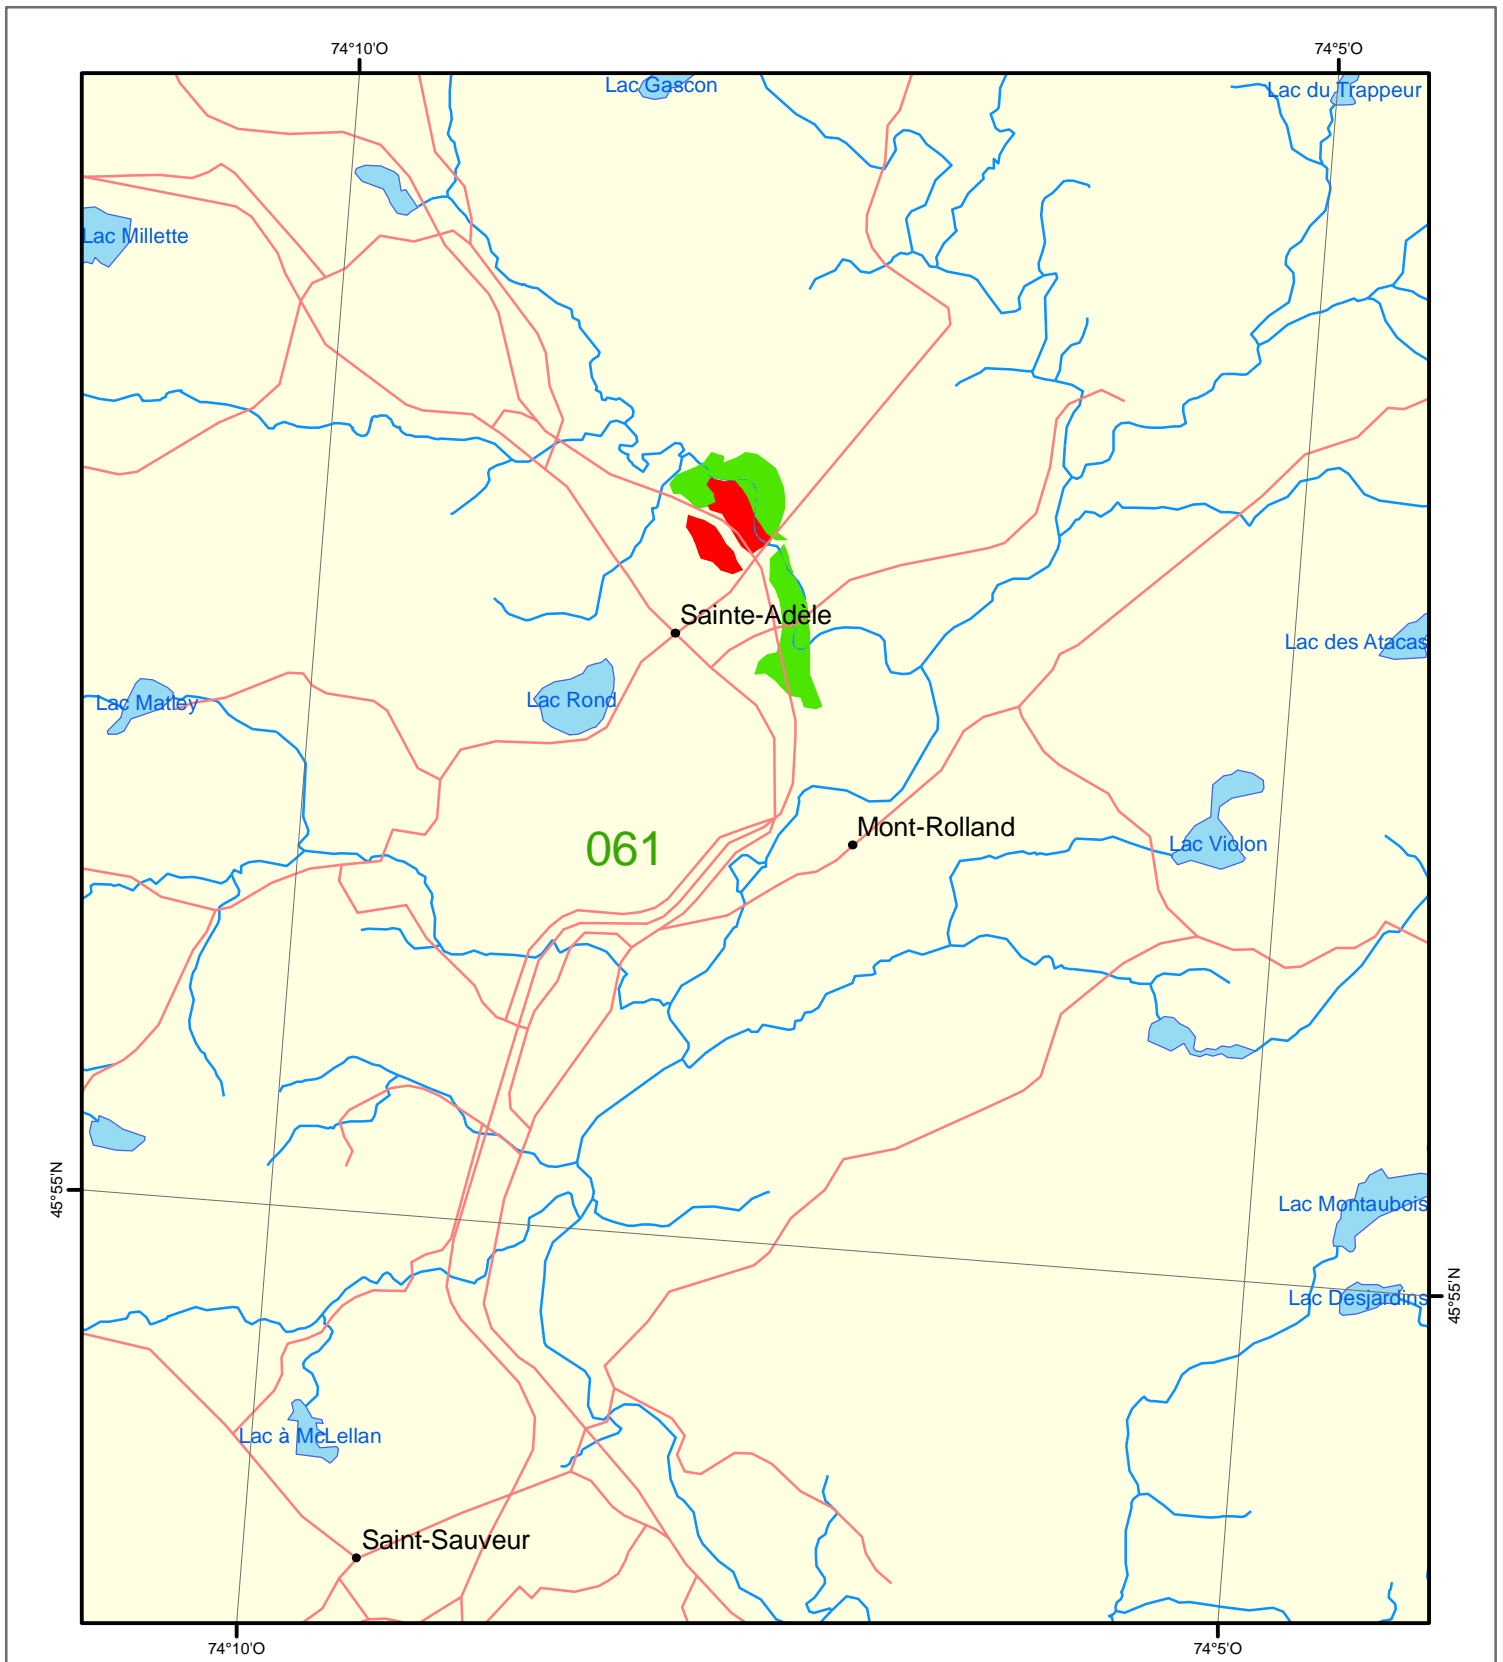 74°10'O
74°5'O
Lac Gascon
Lac du Trappeur
Lac Millette
Sainte-Adèle
Lac des Atacas
Lac Matley
Lac Rond
Mont-Rolland
061
Lac Violon
45°55'N
Lac Montaubois
45°55'N
Lac Desjardins
Lac à McLellan
Saint-Sauveur
74°10'O
74°5'O